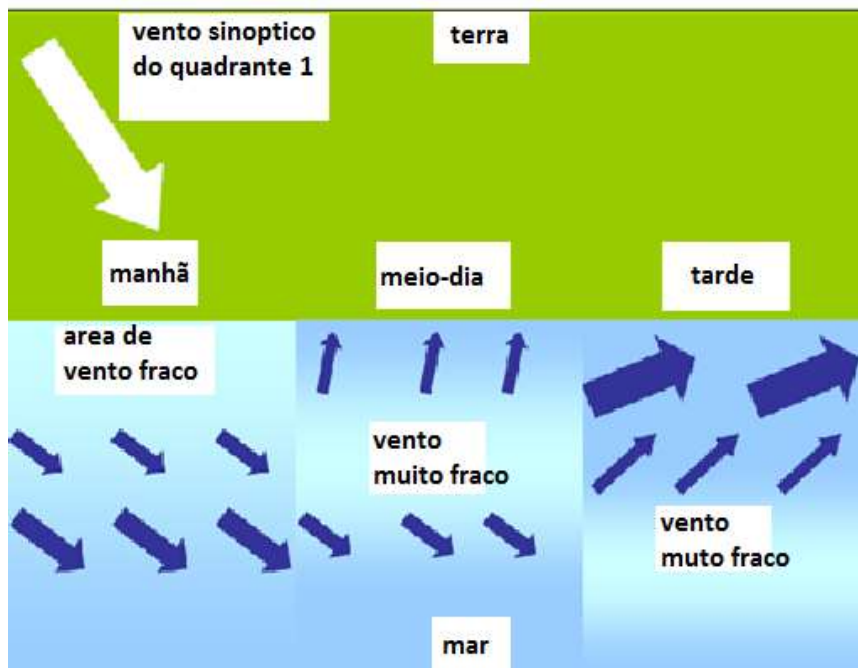 vento sinoptico
do quadrante 1
terra
manhã
meio-dia
tarde
area de
vento fraco
vento
muito fraco
vento
muto fraco
mar